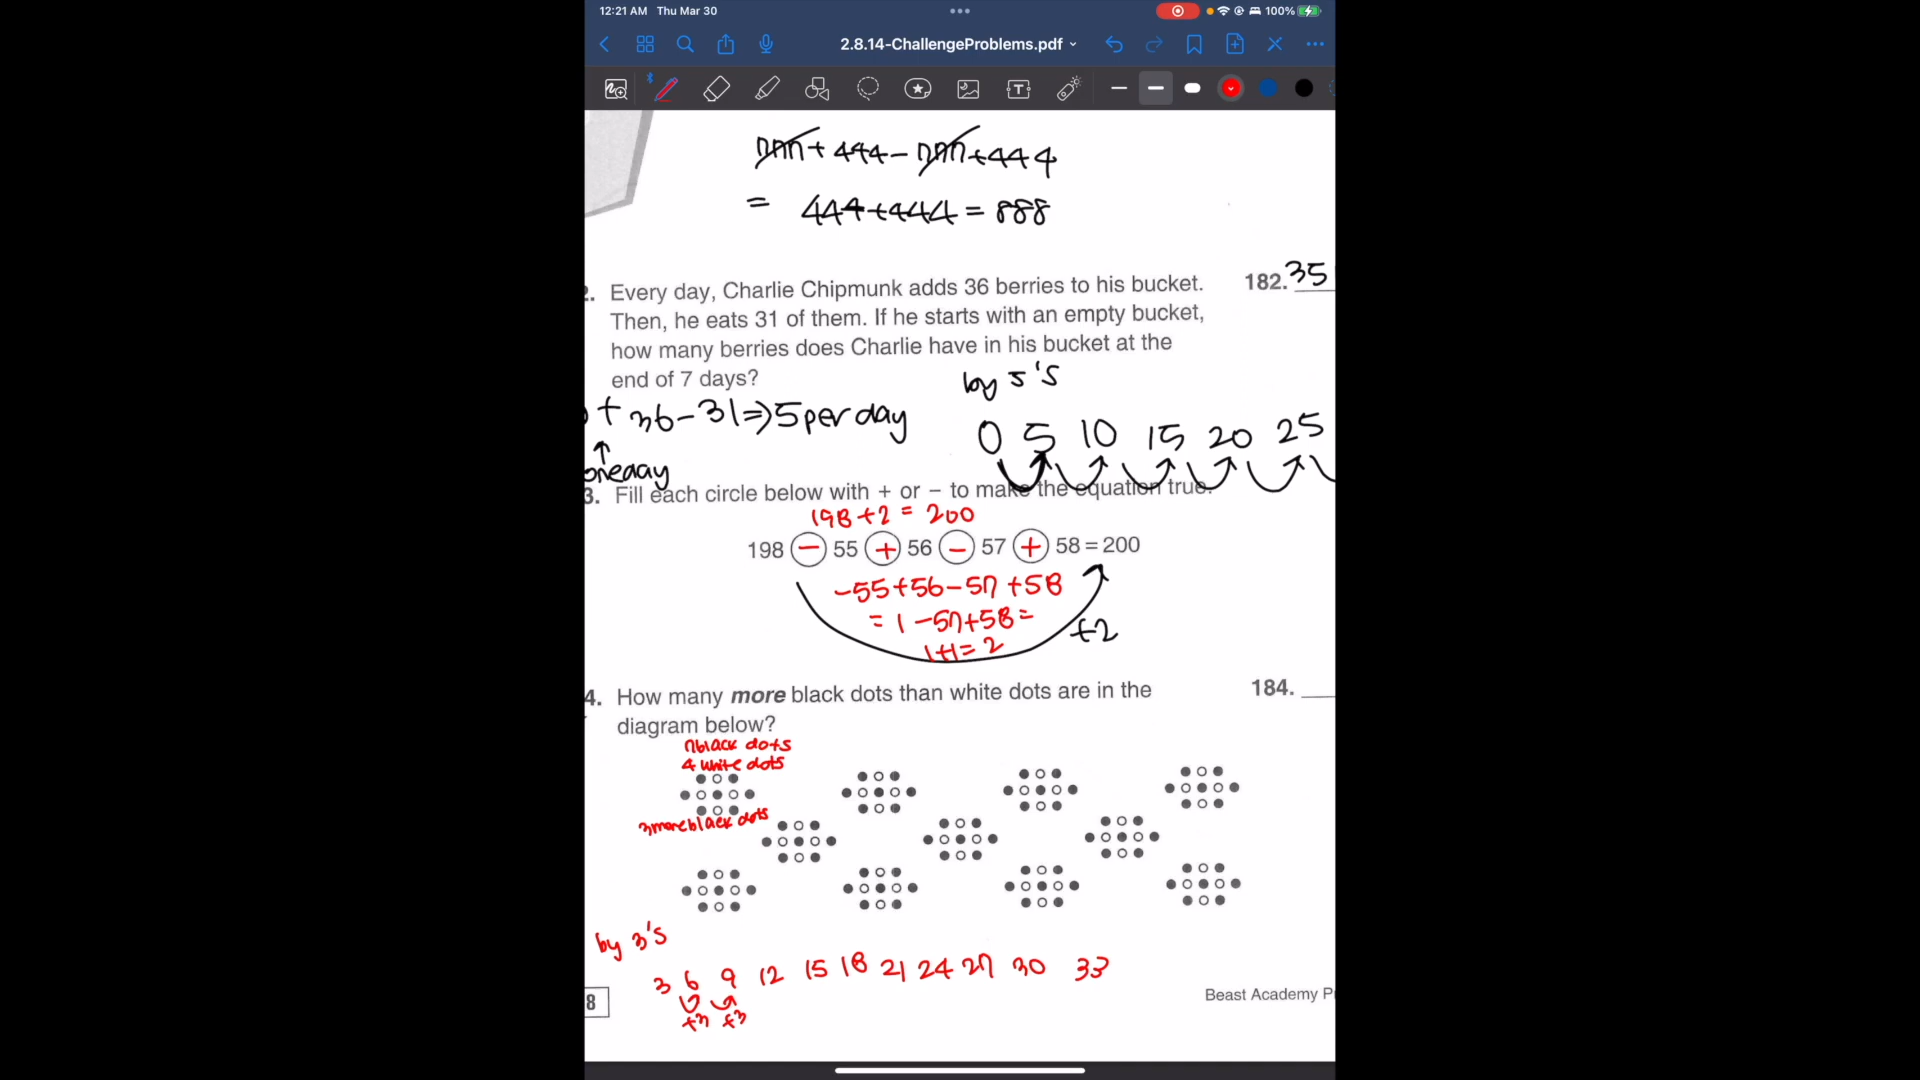 12:21 AM Thu Mar 30
100%
2.8.14-ChallengeProblems.pdf
777 + 444 - 777 + 444
= 444 + 444 = 888
2. Every day, Charlie Chipmunk adds 36 berries to his bucket.
Then, he eats 31 of them. If he starts with an empty bucket,
how many berries does Charlie have in his bucket at the
end of 7 days?
182. 35
by 5's
+ 36 - 31 => 5 per day
one day
0 5 10 15 20 25
3. Fill each circle below with + or − to make the equation true.
198 + 2 = 200
198 − 55 + 56 − 57 + 58 = 200
-55 + 56 - 57 + 58
= 1 - 57 + 58 =
1+1 = 2
+2
4. How many more black dots than white dots are in the
diagram below?
184.
7 black dots
4 white dots
3 more black dots
by 3's
3 6 9 12 15 18 21 24 27 30 33
+3 +3
8
Beast Academy P